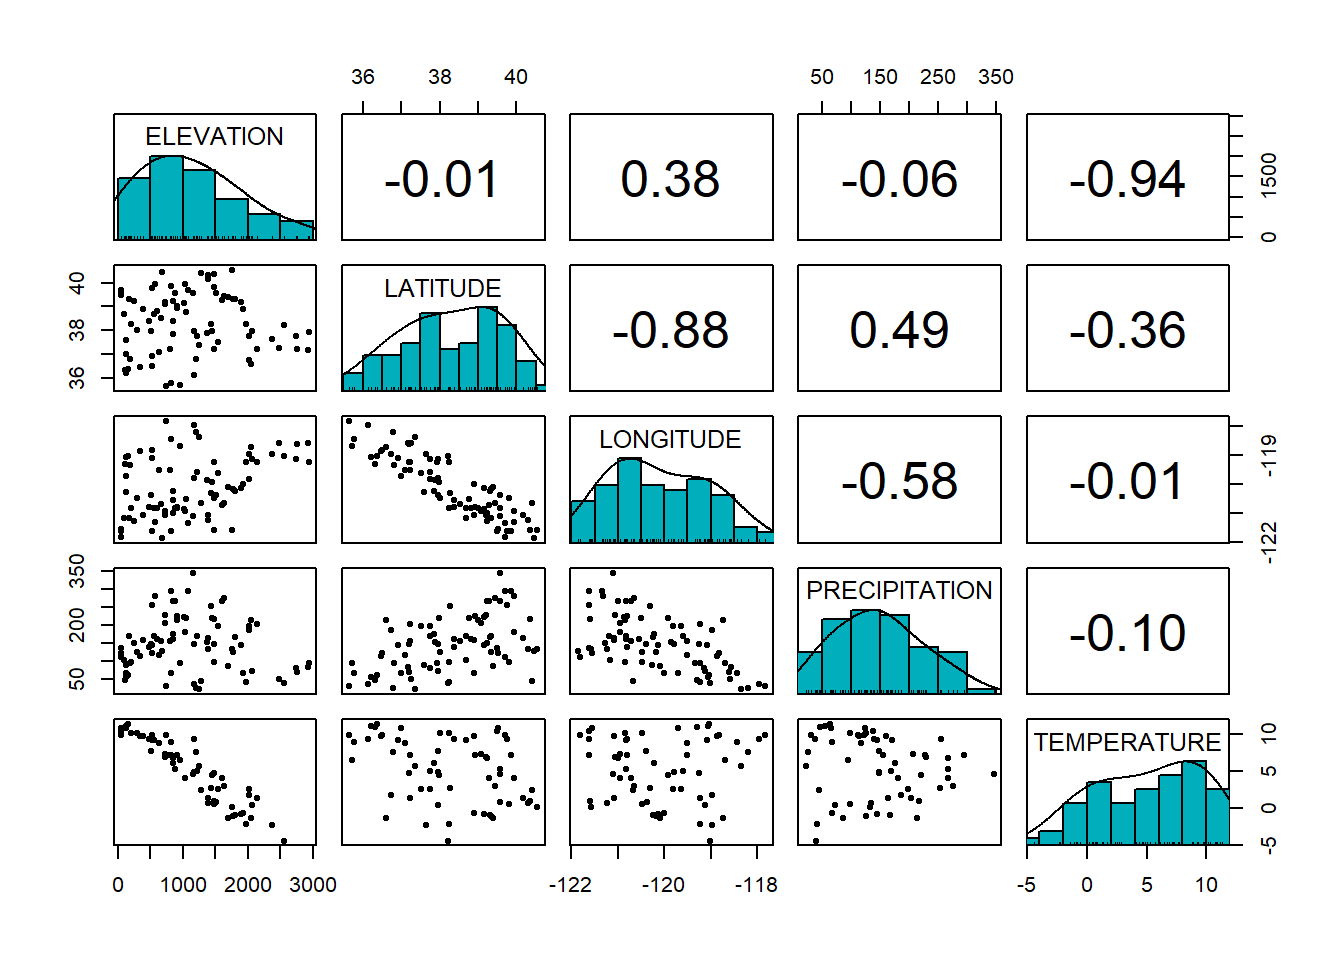 36 38 40 50 150 250 350
ELEVATION -0.01 0.38 -0.06 -0.94
0 1500
36 38 40
LATITUDE -0.88 0.49 -0.36
LONGITUDE -0.58 -0.01
-122 -119
50 200 350
PRECIPITATION -0.10
TEMPERATURE
-5 0 5 10
0 1000 2000 3000 -122 -120 -118 -5 0 5 10